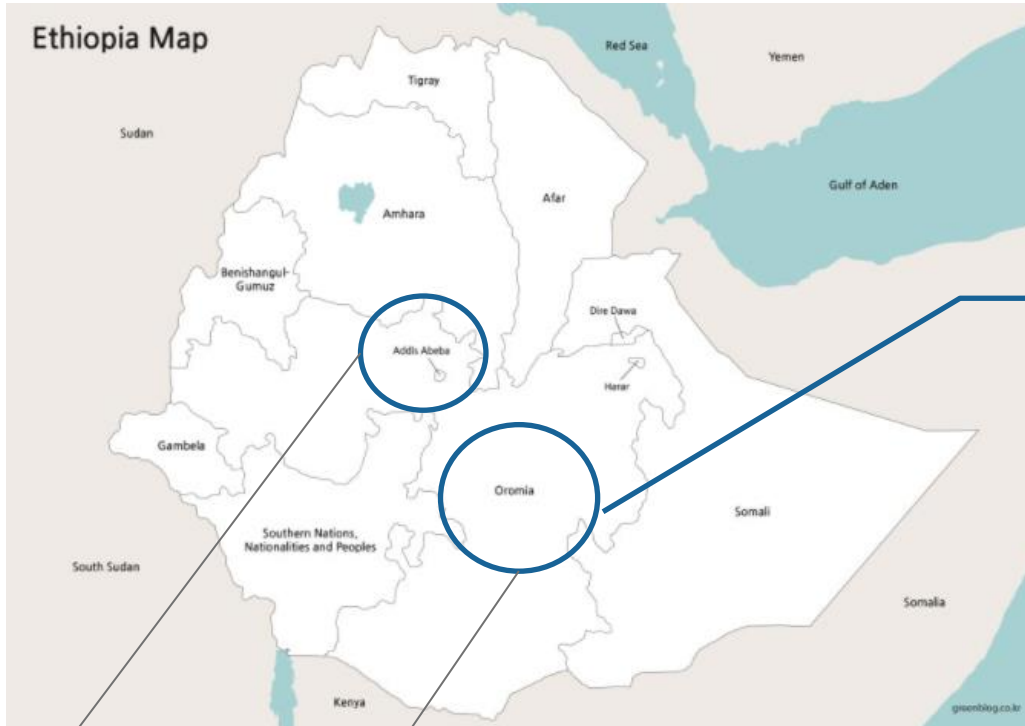 Ethiopia Map
Red Sea
Yemen
Tigray
Sudan
Gulf of Aden
Afar
Amhara
Benishangul-
Gumuz
Dire Dawa
Addis Abeba
Harar
Gambela
Oromia
Somali
Southern Nations,
Nationalities and Peoples
South Sudan
Somalia
Kenya
greenblog.co.kr